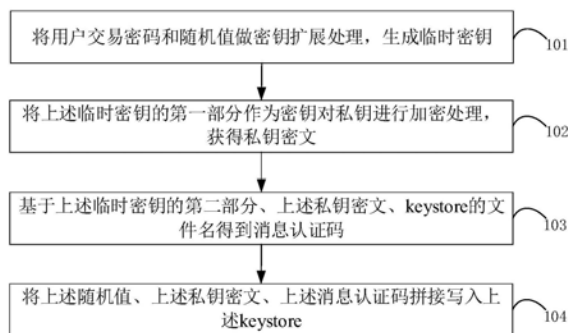 将用户交易密码和随机值做密钥扩展处理，生成临时密钥
101
将上述临时密钥的第一部分作为密钥对私钥进行加密处理，
获得私钥密文
102
基于上述临时密钥的第二部分、上述私钥密文、keystore的文
件名得到消息认证码
103
将上述随机值、上述私钥密文、上述消息认证码拼接写入上
述keystore
104